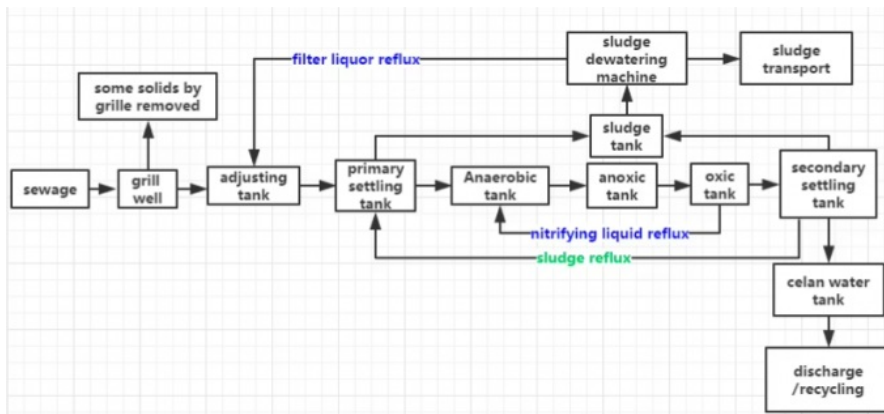 filter liquor reflux
sludge
dewatering
machine
sludge
transport
some solids by
grille removed
sludge
tank
sewage
grill
well
adjusting
tank
primary
settling
tank
Anaerobic
tank
anoxic
tank
oxic
tank
secondary
settling
tank
nitrifying liquid reflux
sludge reflux
celan water
tank
discharge
/recycling